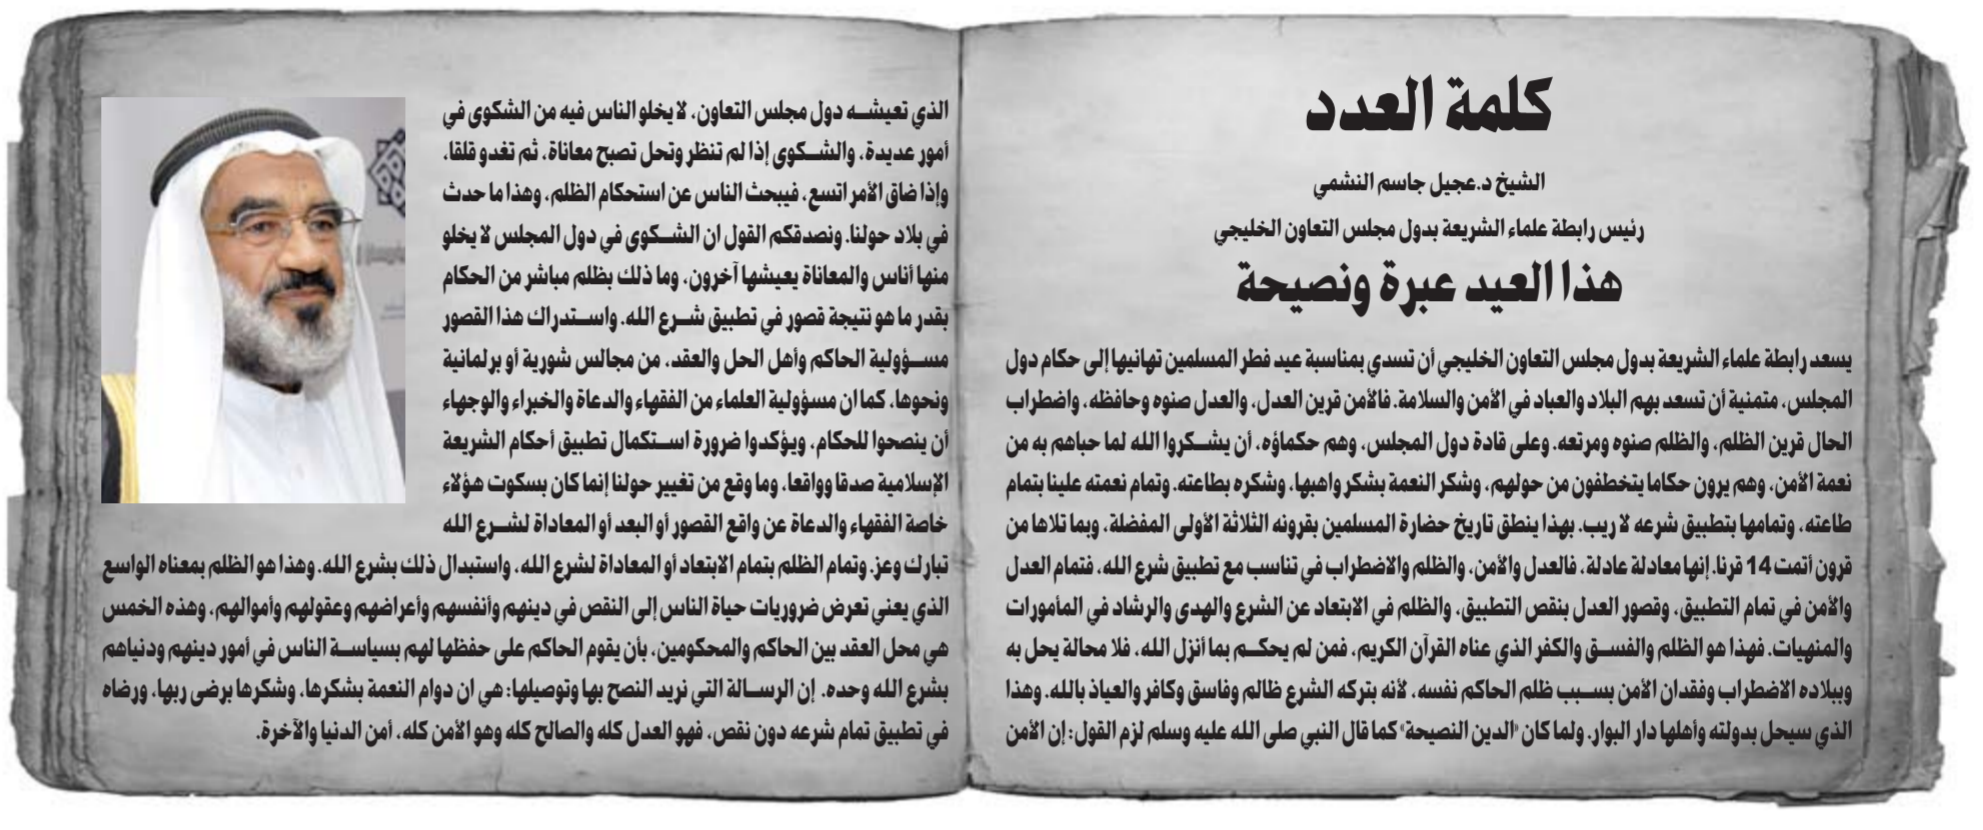 كلمة العدد
الشيخ د.عجيل جاسم النشمي
رئيس رابطة علماء الشريعة بدول مجلس التعاون الخليجي
هذا العيد عبرة ونصيحة
يسعد رابطة علماء الشريعة بدول مجلس التعاون الخليجي أن تسدي بمناسبة عيد فطر المسلمين تهانيها إلى حكام دول
المجلس، متمنية أن تسعد بهم البلاد والعباد في الأمن والسلامة. فالأمن قرين العدل، والعدل صنوه وحافظه، واضطراب
الحال قرين الظلم، والظلم صنوه ومرتعه. وعلى قادة دول المجلس، وهم حكماؤه، أن يشكروا الله لما حباهم به من
نعمة الأمن، وهم يرون حكاما يتخطفون من حولهم، وشكر النعمة بشكر واهبها، وشكره بطاعته. وتمام نعمته علينا بتمام
طاعته، وتمامها بتطبيق شرعه لا ريب. بهذا ينطق تاريخ حضارة المسلمين بقرونه الثلاثة الأولى المفضلة، وبما تلاها من
قرون أتمت 14 قرنا. إنها معادلة عادلة، فالعدل والأمن، والظلم والاضطراب في تناسب مع تطبيق شرع الله، فتمام العدل
والأمن في تمام التطبيق، وقصور العدل بنقص التطبيق، والظلم في الابتعاد عن الشرع والهدى والرشاد في المأمورات
والمنهيات. فهذا هو الظلم والفسق والكفر الذي عناه القرآن الكريم، فمن لم يحكم بما أنزل الله، فلا محالة يحل به
وببلاده الاضطراب وفقدان الأمن بسبب ظلم الحاكم نفسه، لأنه بتركه الشرع ظالم وفاسق وكافر والعياذ بالله. وهذا
الذي سيحل بدولته وأهلها دار البوار. ولما كان "الدين النصيحة" كما قال النبي صلى الله عليه وسلم لزم القول: إن الأمن
الذي تعيشه دول مجلس التعاون، لا يخلو الناس فيه من الشكوى في
أمور عديدة، والشكوى إذا لم تنظر وتحل تصبح معاناة، ثم تغدو قلقا،
وإذا ضاق الأمر اتسع، فيبحث الناس عن استحكام الظلم، وهذا ما حدث
في بلاد حولنا. ونصدقكم القول ان الشكوى في دول المجلس لا يخلو
منها أناس والمعاناة يعيشها آخرون، وما ذلك بظلم مباشر من الحكام
بقدر ما هو نتيجة قصور في تطبيق شرع الله. واستدراك هذا القصور
مسؤولية الحاكم وأهل الحل والعقد، من مجالس شورية أو برلمانية
ونحوها، كما ان مسؤولية العلماء من الفقهاء والدعاة والخبراء والوجهاء
أن ينصحوا للحكام، ويؤكدوا ضرورة استكمال تطبيق أحكام الشريعة
الإسلامية صدقا وواقعا، وما وقع من تغيير حولنا إنما كان بسكوت هؤلاء
خاصة الفقهاء والدعاة عن واقع القصور أو البعد أو المعاداة لشرع الله
تبارك وعز. وتمام الظلم بتمام الابتعاد أو المعاداة لشرع الله، واستبدال ذلك بشرع الله. وهذا هو الظلم بمعناه الواسع
الذي يعني تعرض ضروريات حياة الناس إلى النقص في دينهم وأنفسهم وأعراضهم وعقولهم وأموالهم، وهذه الخمس
هي محل العقد بين الحاكم والمحكومين، بأن يقوم الحاكم على حفظها لهم بسياسة الناس في أمور دينهم ودنياهم
بشرع الله وحده. إن الرسالة التي نريد النصح بها وتوصيلها: هي ان دوام النعمة بشكرها، وشكرها برضى ربها، ورضاه
في تطبيق تمام شرعه دون نقص، فهو العدل كله والصالح كله وهو الأمن كله، أمن الدنيا والآخرة.